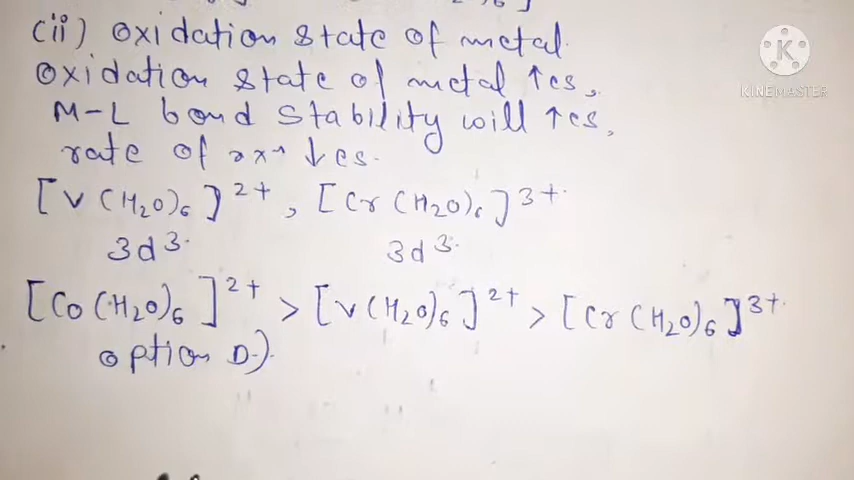 (ii) oxidation state of metal.
oxidation state of metal ↑es,
M-L bond stability will ↑es,
rate of rxn ↓es.
[V(H2O)6]2+, [Cr(H2O)6]3+.
3d3. 3d3.
[Co(H2O)6]2+ > [V(H2O)6]2+ > [Cr(H2O)6]3+.
option D.)
KINEMASTER